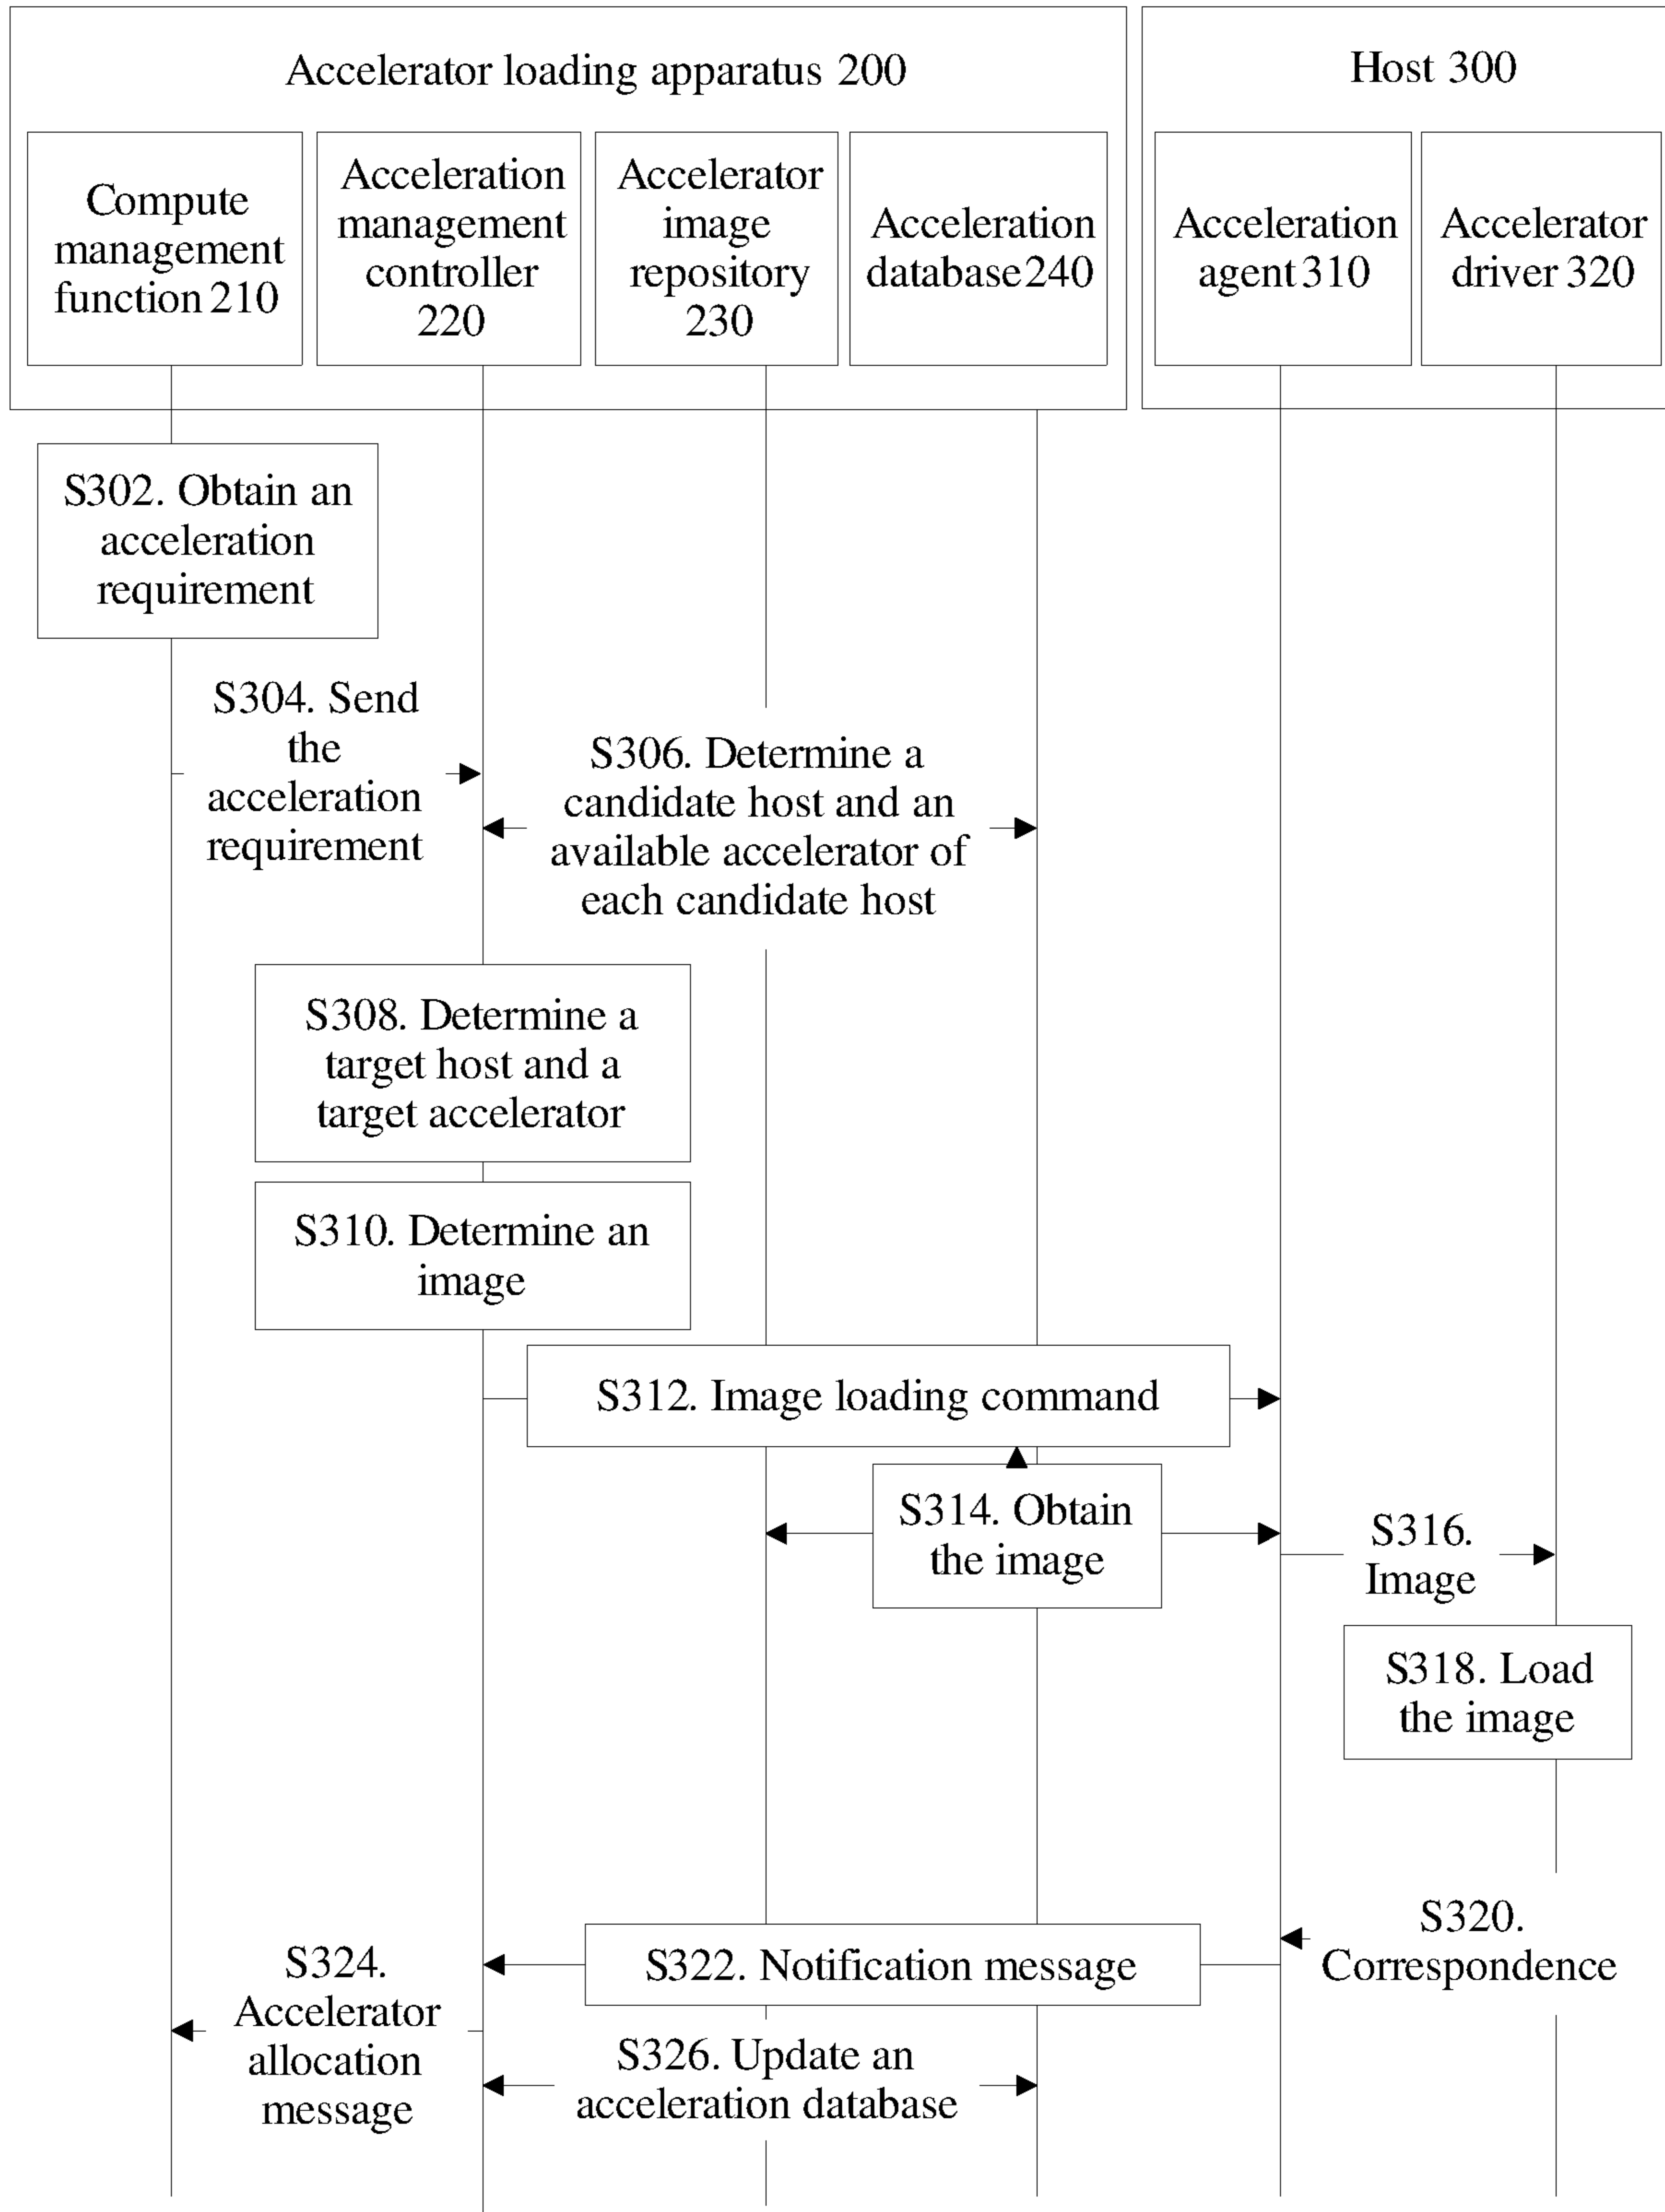 Accelerator loading apparatus 200
Host 300
Compute
management
function 210
Acceleration
management
controller
220
Accelerator
image
repository
230
Acceleration
database240
Acceleration
agent310
Accelerator
driver 320
S302. Obtain an
acceleration
requirement
S304. Send
the
acceleration
requirement
S306. Determine a
candidate host and an
available accelerator of
each candidate host
S308. Determine a
target host and a
target accelerator
S310. Determine an
image
S312. Image loading command
S314. Obtain
the image
S316.
Image
S318. Load
the image
S320.
Correspondence
S322. Notification message
S324.
Accelerator
allocation
message
S326. Update an
acceleration database